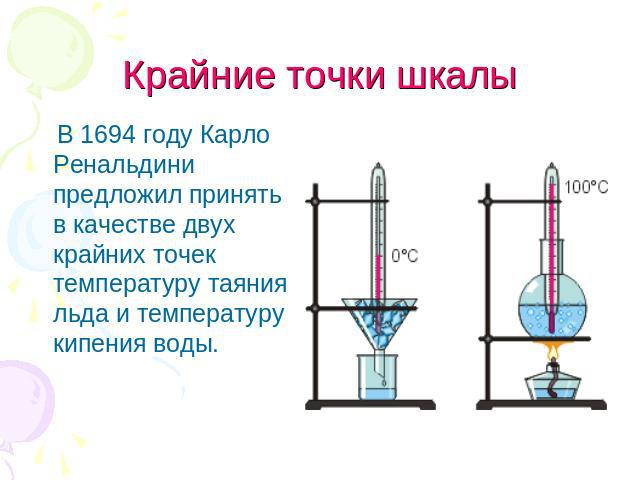 Крайние точки шкалы
В 1694 году Карло
Ренальдини
предложил принять
в качестве двух
крайних точек
температуру таяния
льда и температуру
кипения воды.
0°C
100°C